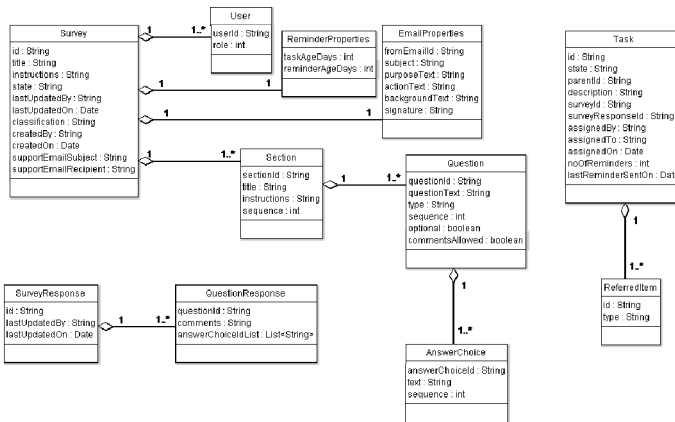 Survey
id : String
title : String
instructions : String
state : String
lastUpdatedBy : String
lastUpdatedOn : Date
classification : String
createdBy : String
createdOn : Date
supportEmailSubject : String
supportEmailRecipient : String
1
1..*
User
userId : String
role : int
1
1
ReminderProperties
taskAgeDays : int
reminderAgeDays : int
1
1
EmailProperties
fromEmailId : String
subject : String
purposeText : String
actionText : String
backgroundText : String
signature : String
1
1..*
Section
sectionId : String
title : String
instructions : String
sequence : int
1
1..*
Question
questionId : String
questionText : String
type : String
sequence : int
optional : boolean
commentsAllowed : boolean
1
1..*
AnswerChoice
answerChoiceId : String
text : String
sequence : int
Task
id : String
state : String
parentId : String
description : String
surveyId : String
surveyResponseId : String
assignedBy : String
assignedTo : String
assignedOn : Date
noOfReminders : int
lastReminderSentOn : Dat
1
1..*
ReferredItem
id : String
type : String
SurveyResponse
id : String
lastUpdatedBy : String
lastUpdatedOn : Date
1
1..*
QuestionResponse
questionId : String
comments : String
answerChoiceIdList : List<String>